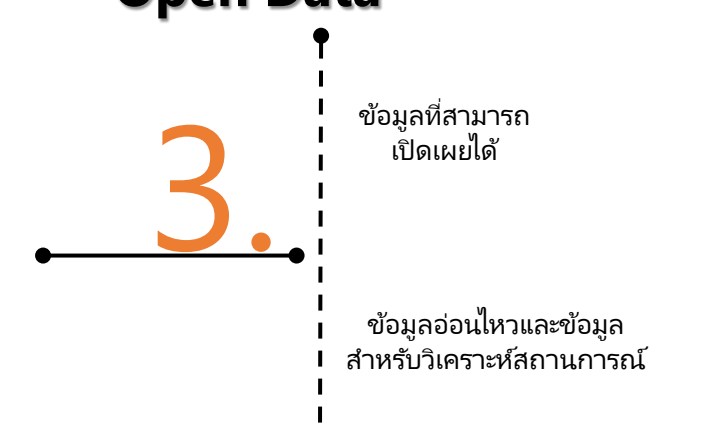 Open Data
3.
ข้อมูลที่สามารถ
เปิดเผยได้
ข้อมูลอ่อนไหวและข้อมูล
สำหรับวิเคราะห์สถานการณ์